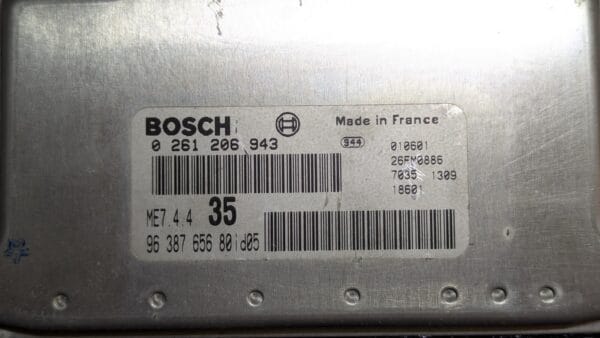 BOSCH
Made in France
0 261 206 943
944
010601
26FM0886
7035 1309
18601
ME7.4.4 35
96 387 656 80 id05